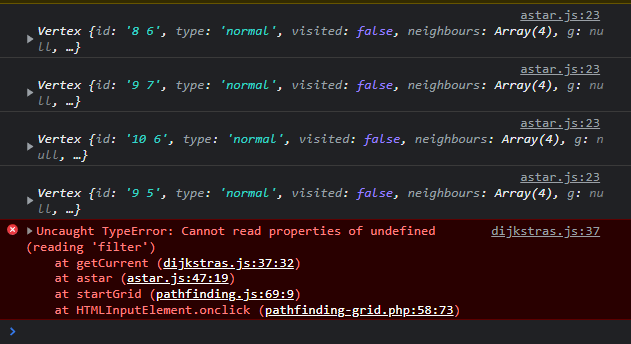 astar.js:23
Vertex {id: '8 6', type: 'normal', visited: false, neighbours: Array(4), g: nu
ll, …}
astar.js:23
Vertex {id: '9 7', type: 'normal', visited: false, neighbours: Array(4), g: nu
ll, …}
astar.js:23
Vertex {id: '10 6', type: 'normal', visited: false, neighbours: Array(4), g: n
ull, …}
astar.js:23
Vertex {id: '9 5', type: 'normal', visited: false, neighbours: Array(4), g: nu
ll, …}
Uncaught TypeError: Cannot read properties of undefined dijkstras.js:37
(reading 'filter')
at getCurrent (dijkstras.js:37:32)
at astar (astar.js:47:19)
at startGrid (pathfinding.js:69:9)
at HTMLInputElement.onclick (pathfinding-grid.php:58:73)